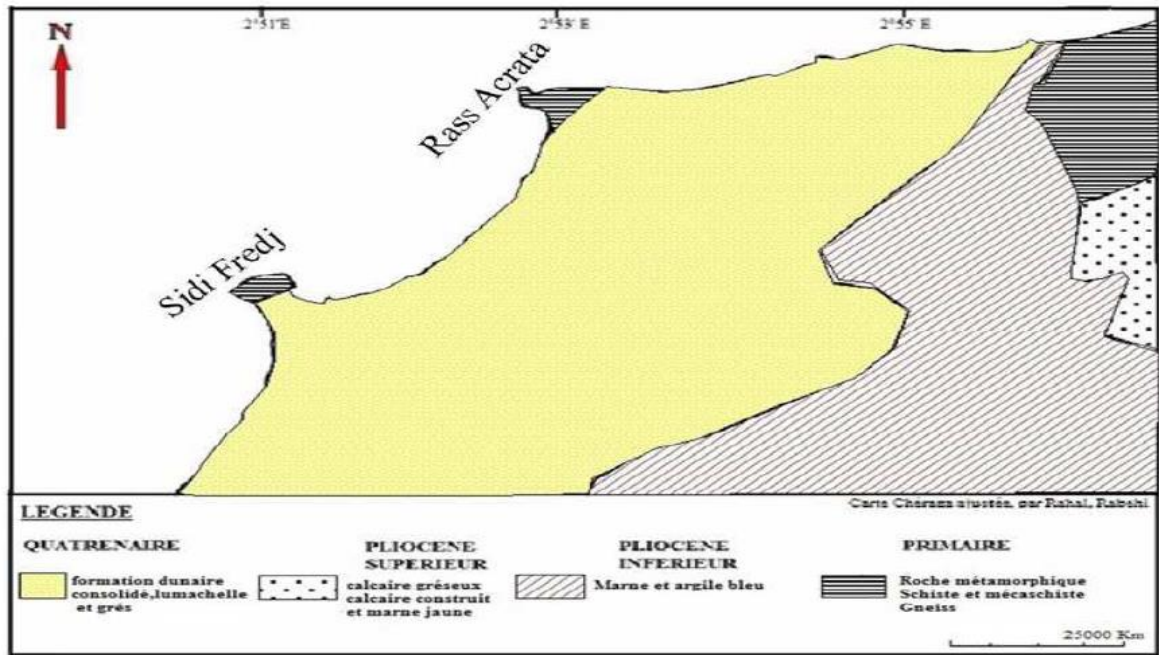 2°51' E 2°53' E 2°55' E
N
Rass Acrata
Sidi Fredj
Carte Chéraga ajustée, par Rahal, Rabehi
LEGENDE
QUATRENAIRE
formation dunaire
consolidé,lumachelle
et grés
PLIOCENE
SUPERIEUR
calcaire gréseux
calcaire construit
et marne jaune
PLIOCENE
INFERIEUR
Marne et argile bleu
PRIMAIRE
Roche métamorphique
Schiste et mécaschiste
Gneiss
25000 Km